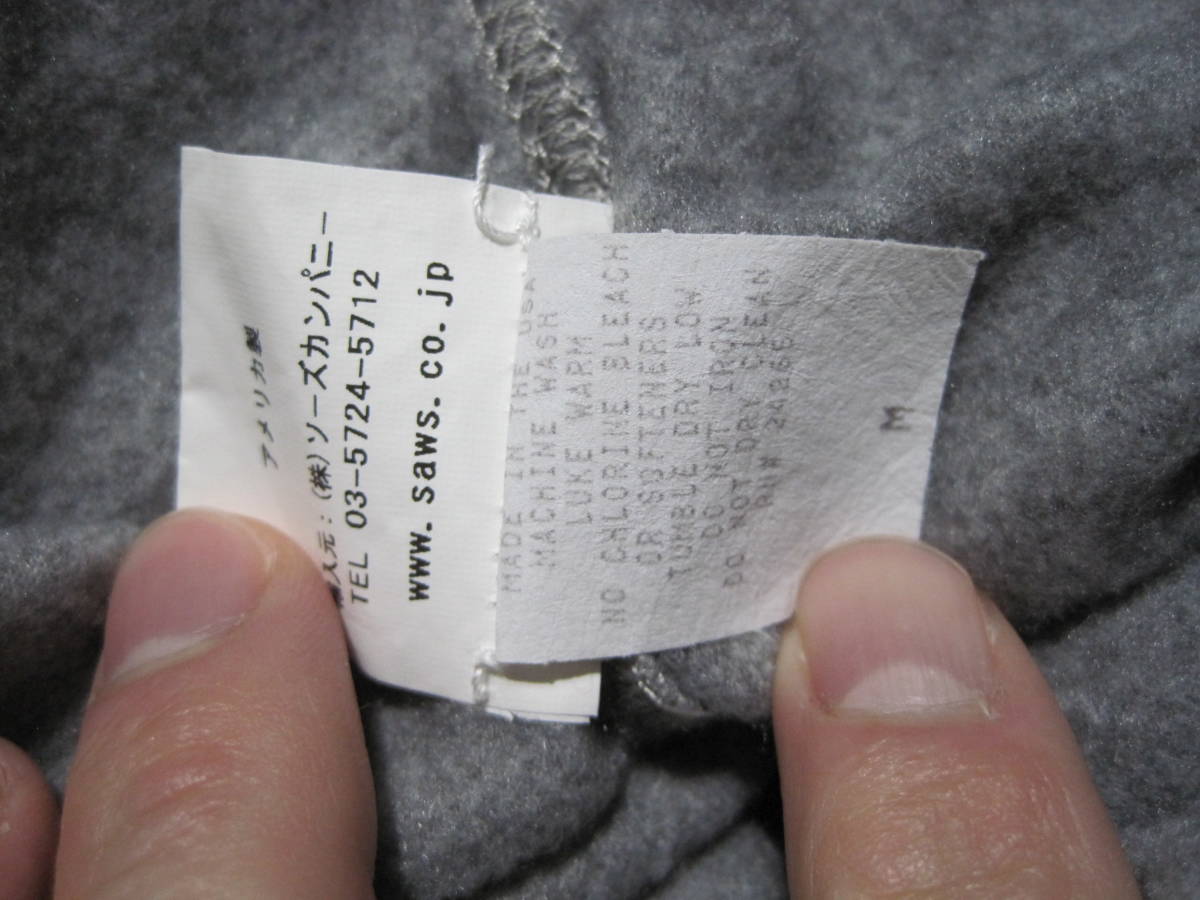 アメリカ製
輸入元:(株)ソーズカンパニー
TEL 03-5724-5712
www.saws.co.jp
MADE IN THE USA
MACHINE WASH
LUKE WARM
NO CHLORINE BLEACH
OR SOFTENERS
TUMBLE DRY LOW
DO NOT IRON
DO NOT DRY CLEAN
RN#
M